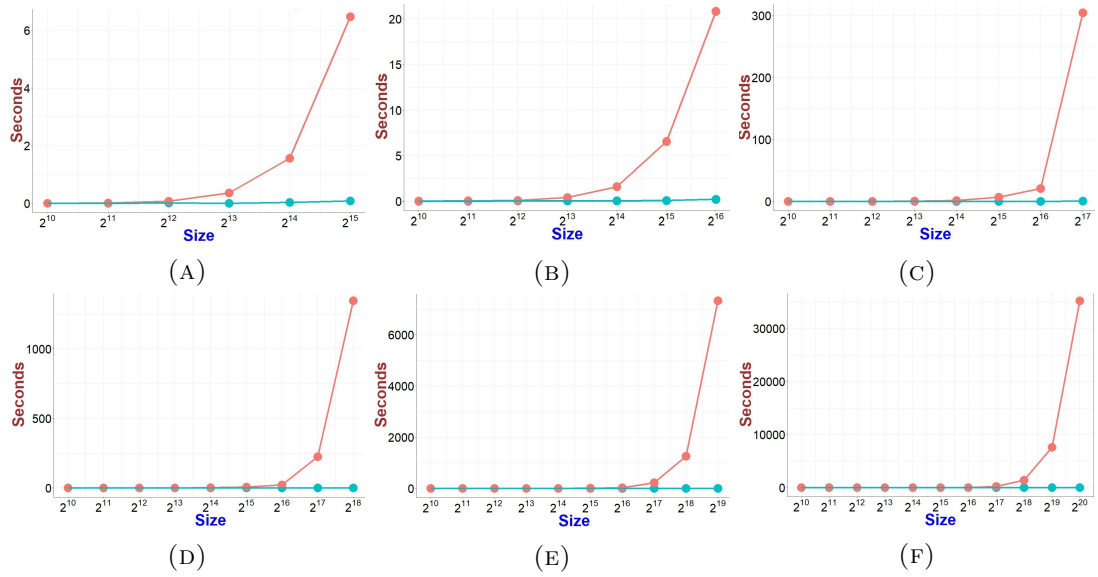 Seconds
6
4
2
0
2^10 2^11 2^12 2^13 2^14 2^15
Size
(A)
Seconds
20
15
10
5
0
2^10 2^11 2^12 2^13 2^14 2^15 2^16
Size
(B)
Seconds
300
200
100
0
2^10 2^11 2^12 2^13 2^14 2^15 2^16 2^17
Size
(C)
Seconds
1000
500
0
2^10 2^11 2^12 2^13 2^14 2^15 2^16 2^17 2^18
Size
(D)
Seconds
6000
4000
2000
0
2^10 2^11 2^12 2^13 2^14 2^15 2^16 2^17 2^18 2^19
Size
(E)
Seconds
30000
20000
10000
0
2^10 2^11 2^12 2^13 2^14 2^15 2^16 2^17 2^18 2^19 2^20
Size
(F)